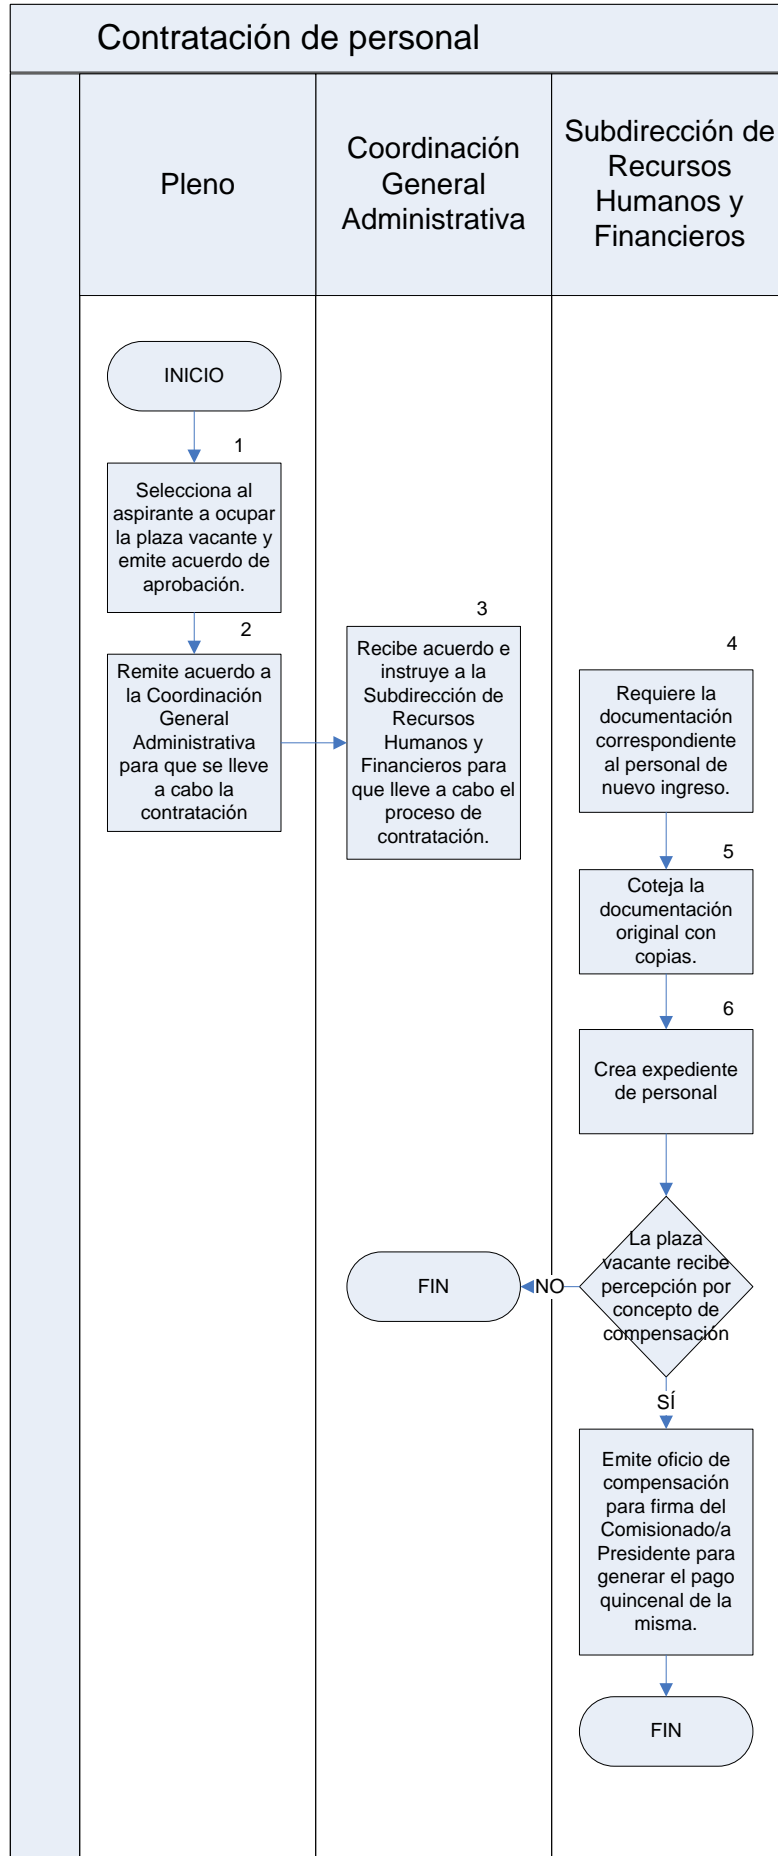 Contratación de personal
Pleno
Coordinación
General
Administrativa
Subdirección de
Recursos
Humanos y
Financieros
INICIO
1
Selecciona al
aspirante a ocupar
la plaza vacante y
emite acuerdo de
aprobación.
2
Remite acuerdo a
la Coordinación
General
Administrativa
para que se lleve
a cabo la
contratación
3
Recibe acuerdo e
instruye a la
Subdirección de
Recursos
Humanos y
Financieros para
que lleve a cabo el
proceso de
contratación.
4
Requiere la
documentación
correspondiente
al personal de
nuevo ingreso.
5
Coteja la
documentación
original con
copias.
6
Crea expediente
de personal
La plaza
vacante recibe
percepción por
concepto de
compensación
NO
FIN
SÍ
Emite oficio de
compensación
para firma del
Comisionado/a
Presidente para
generar el pago
quincenal de la
misma.
FIN